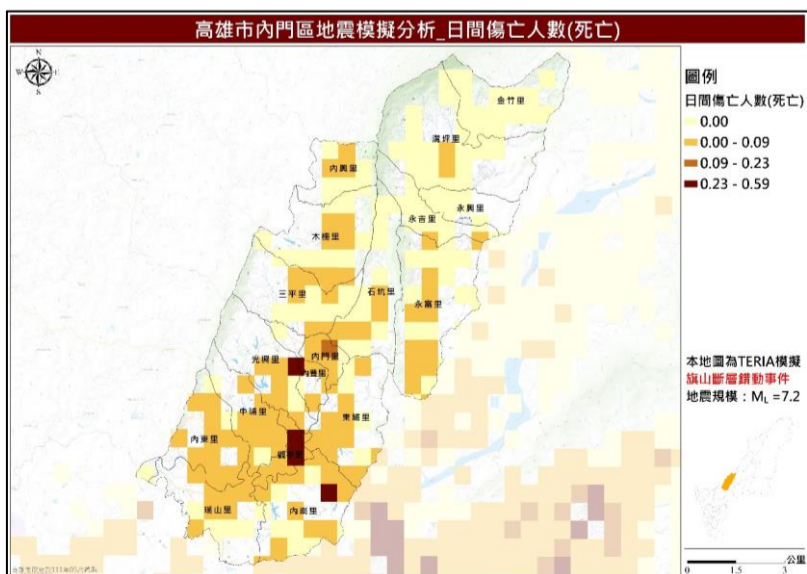 高雄市內門區地震模擬分析_日間傷亡人數(死亡)
N
W
E
S
圖例
日間傷亡人數(死亡)
0.00
0.00 - 0.09
0.09 - 0.23
0.23 - 0.59
金竹里
溝坪里
內興里
永興里
永吉里
木柵里
三平里
石坑里
永富里
內門里
光興里
內豐里
中埔里
東埔里
內東里
觀亭里
瑞山里
內南里
本地圖為TERIA模擬
旗山斷層錯動事件
地震規模：ML =7.2
公里
0
1.5
3